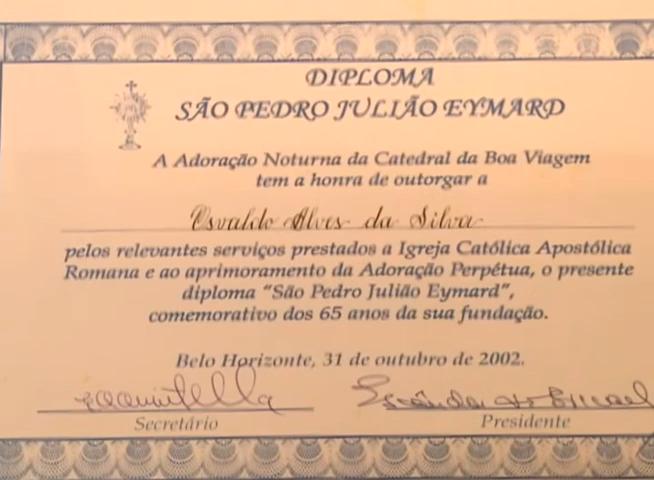 DIPLOMA
SÃO PEDRO JULIÃO EYMARD
A Adoração Noturna da Catedral da Boa Viagem
tem a honra de outorgar a
Osvaldo Alves da Silva
pelos relevantes serviços prestados a Igreja Católica Apostólica
Romana e ao aprimoramento da Adoração Perpétua, o presente
diploma “São Pedro Julião Eymard”,
comemorativo dos 65 anos da sua fundação.
Belo Horizonte, 31 de outubro de 2002.
Secretário
Presidente